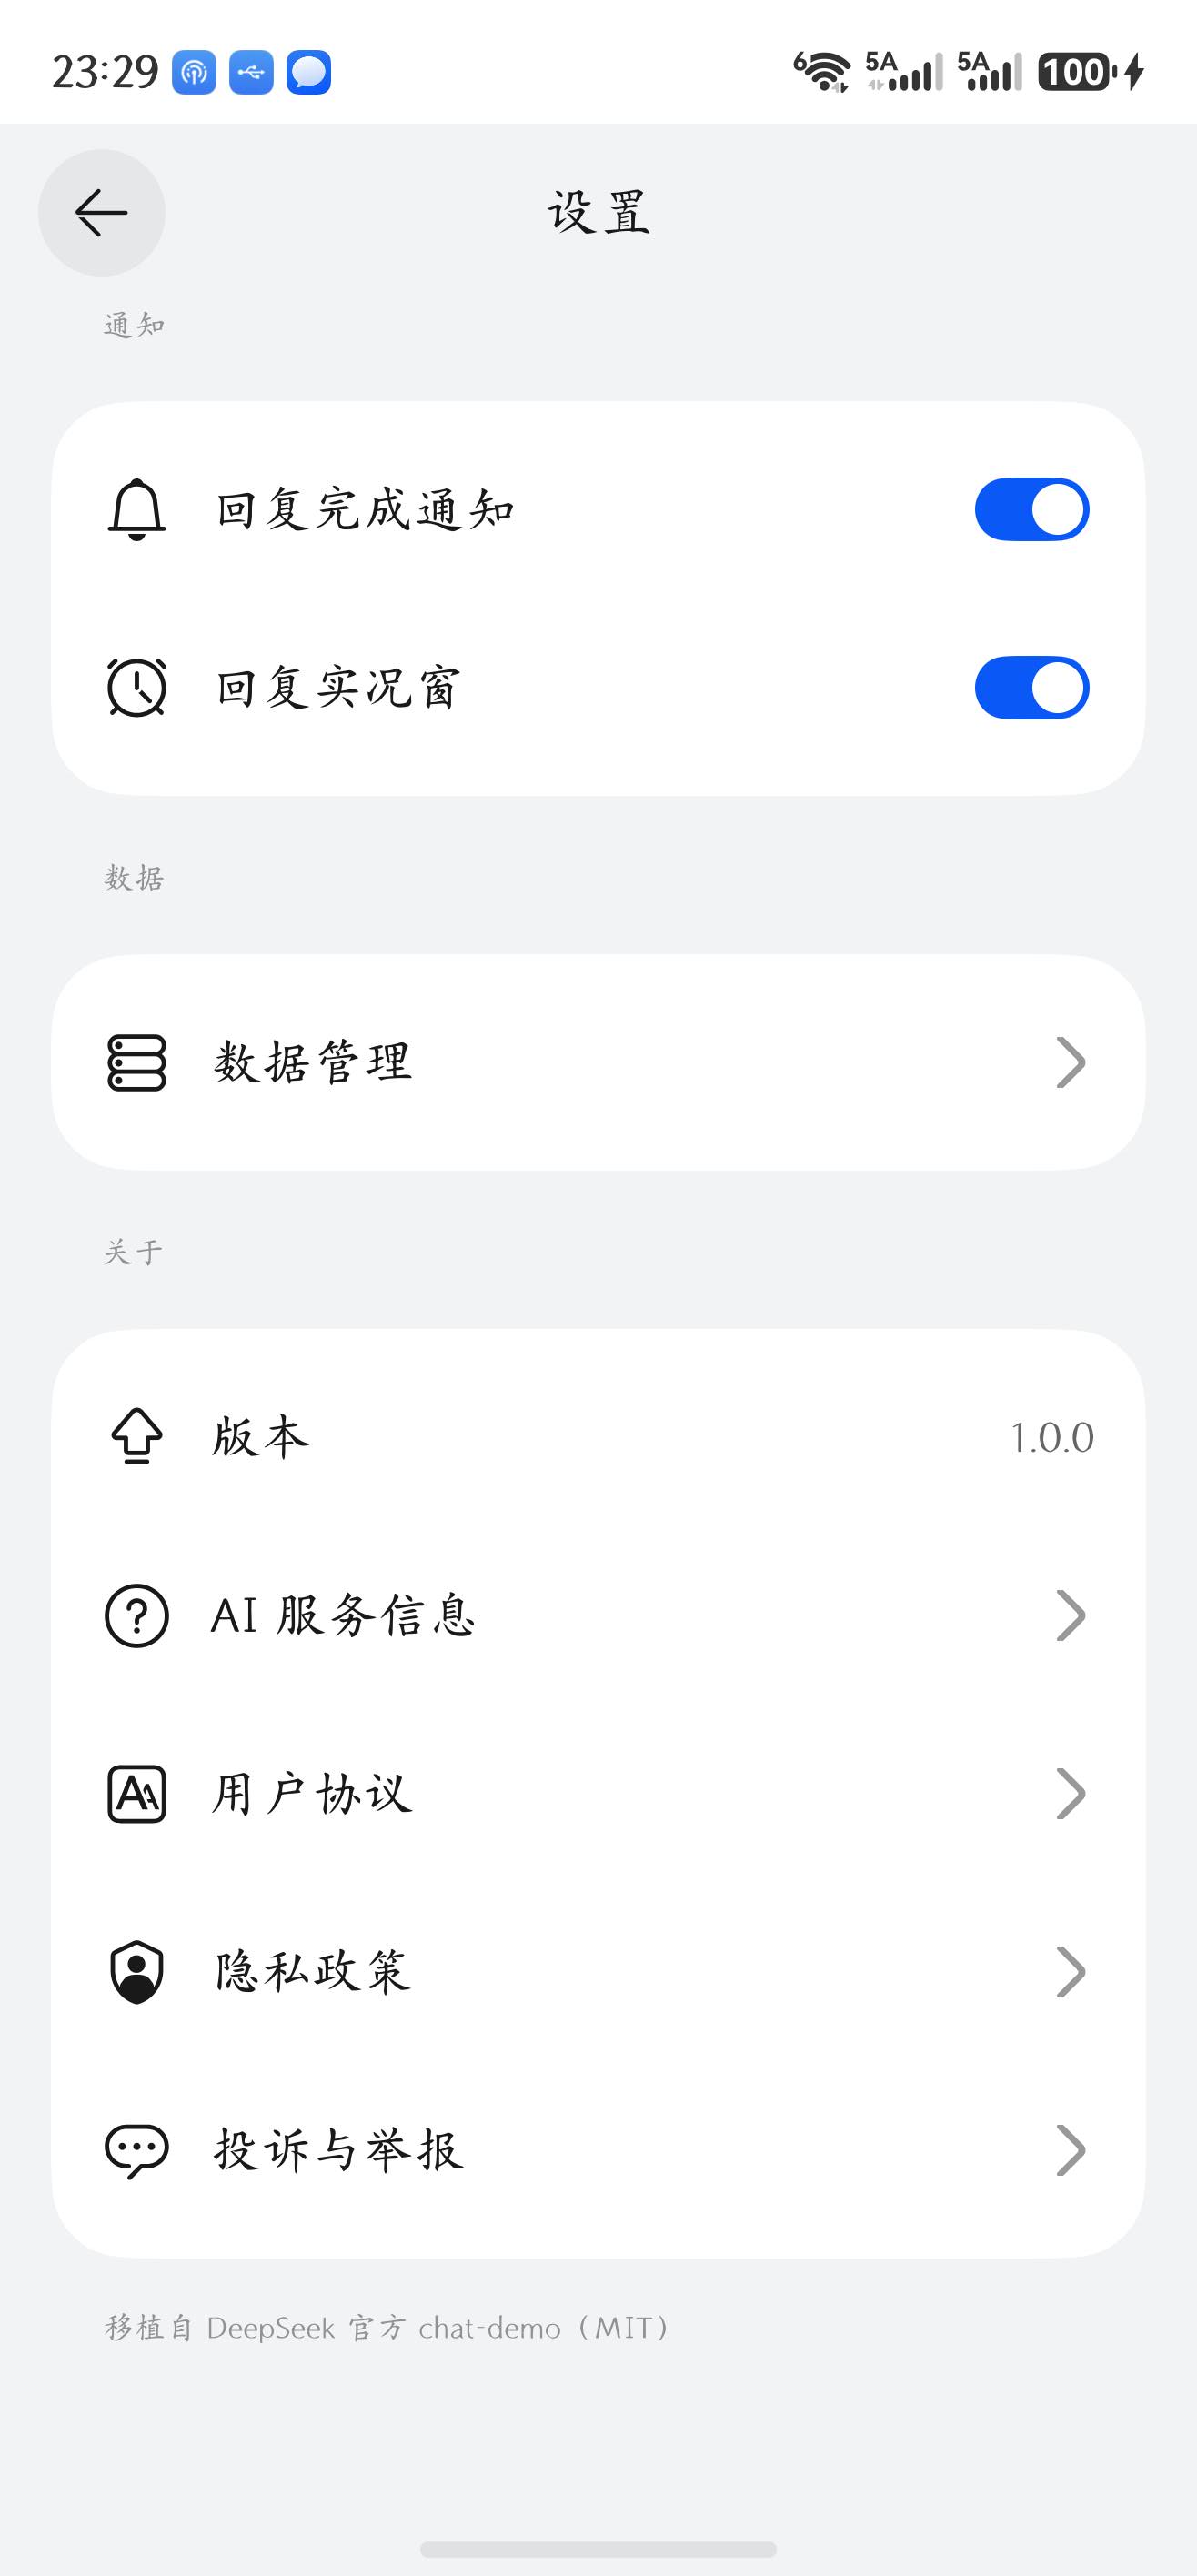 23:29
6 5A 5A 100
设置
通知
回复完成通知
回复实况窗
数据
数据管理
关于
版本 1.0.0
AI 服务信息
用户协议
隐私政策
投诉与举报
移植自 DeepSeek 官方 chat-demo（MIT）